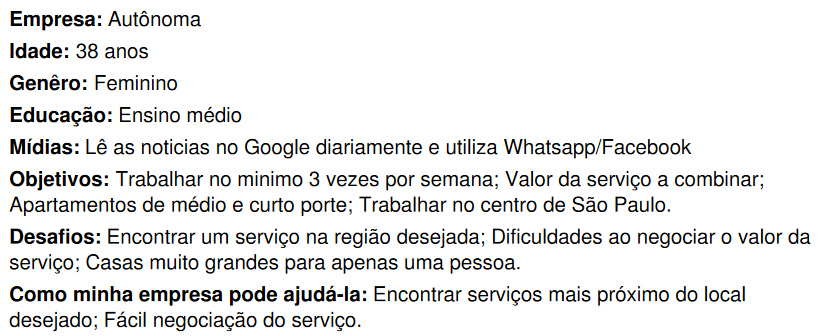 Empresa: Autônoma
Idade: 38 anos
Genêro: Feminino
Educação: Ensino médio
Mídias: Lê as noticias no Google diariamente e utiliza Whatsapp/Facebook
Objetivos: Trabalhar no minimo 3 vezes por semana; Valor da serviço a combinar;
Apartamentos de médio e curto porte; Trabalhar no centro de São Paulo.
Desafios: Encontrar um serviço na região desejada; Dificuldades ao negociar o valor da
serviço; Casas muito grandes para apenas uma pessoa.
Como minha empresa pode ajudá-la: Encontrar serviços mais próximo do local
desejado; Fácil negociação do serviço.